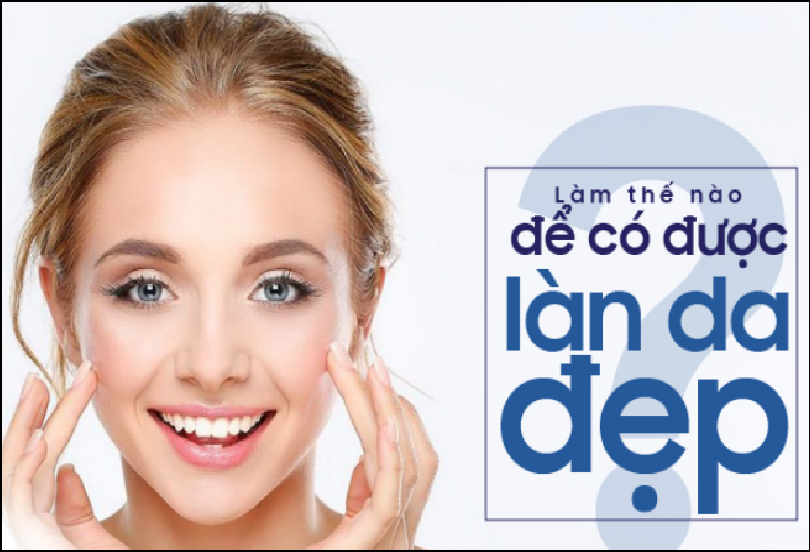 Làm thế nào
để có được
làn da
đẹp
?